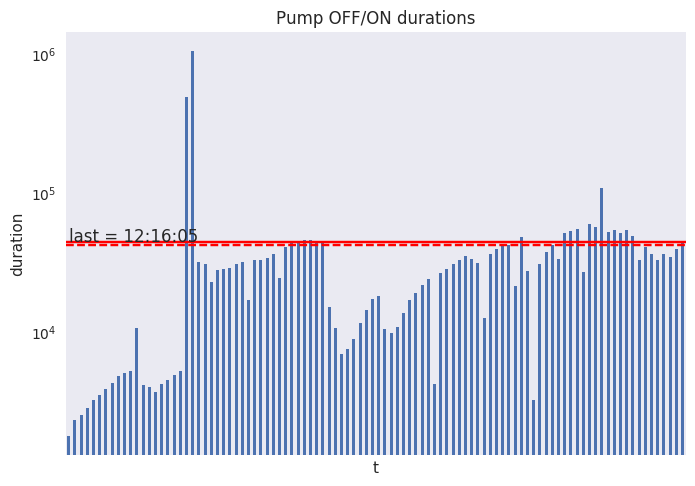 Pump OFF/ON durations
10^6
10^5
10^4
duration
last = 12:16:05
t